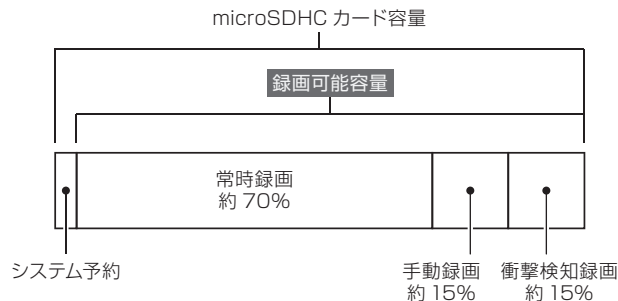 microSDHC カード容量
録画可能容量
常時録画
約 70%
システム予約
手動録画
約 15%
衝撃検知録画
約 15%